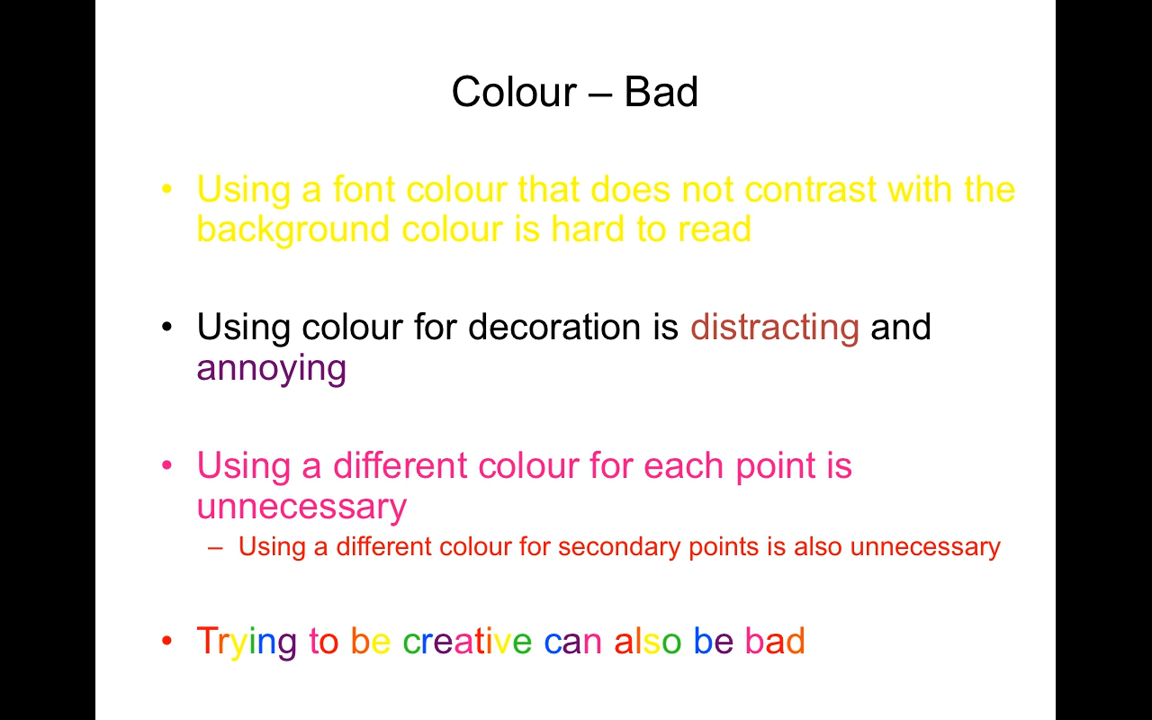 Colour – Bad
• Using a font colour that does not contrast with the
background colour is hard to read
• Using colour for decoration is distracting and
annoying
• Using a different colour for each point is
unnecessary
– Using a different colour for secondary points is also unnecessary
• Trying to be creative can also be bad